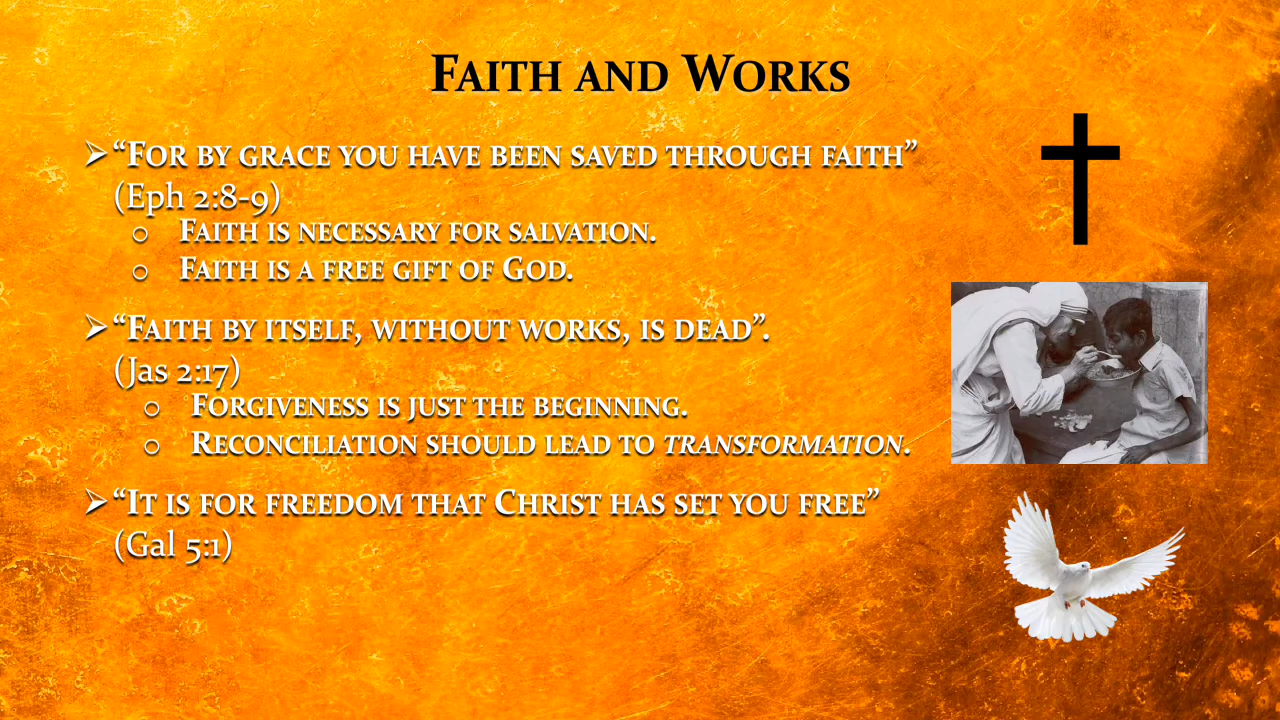 Faith and Works
➢“For by grace you have been saved through faith”
(Eph 2:8-9)
o Faith is necessary for salvation.
o Faith is a free gift of God.
➢“Faith by itself, without works, is dead”.
(Jas 2:17)
o Forgiveness is just the beginning.
o Reconciliation should lead to transformation.
➢“It is for freedom that Christ has set you free”
(Gal 5:1)